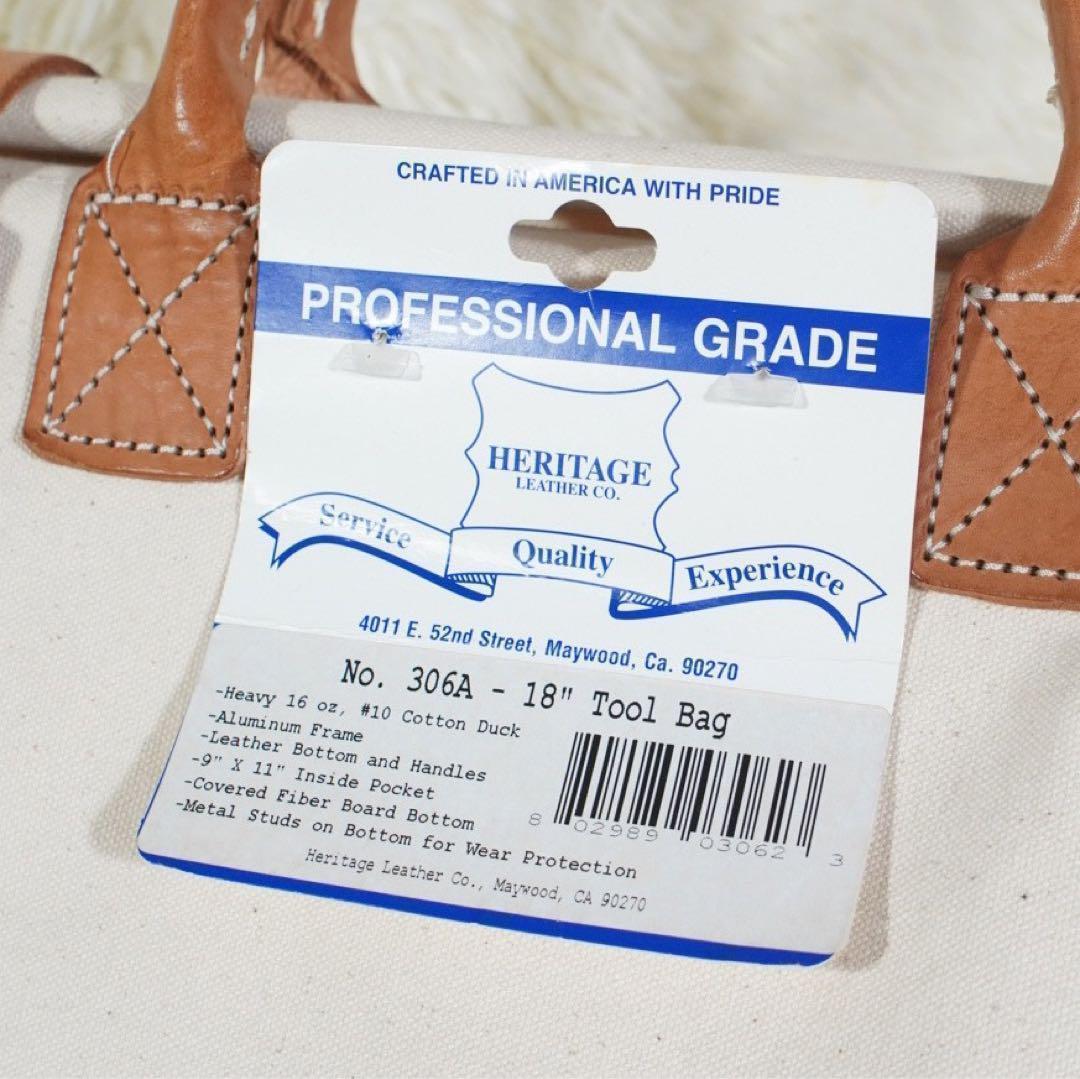 CRAFTED IN AMERICA WITH PRIDE
PROFESSIONAL GRADE
HERITAGE
LEATHER CO.
Service Quality Experience
4011 E. 52nd Street, Maywood, Ca. 90270
No. 306A - 18" Tool Bag
-Heavy 16 oz, #10 Cotton Duck
-Aluminum Frame
-Leather Bottom and Handles
-9" X 11" Inside Pocket
-Covered Fiber Board Bottom
-Metal Studs on Bottom for Wear Protection
8 02989 03062 3
Heritage Leather Co., Maywood, CA 90270